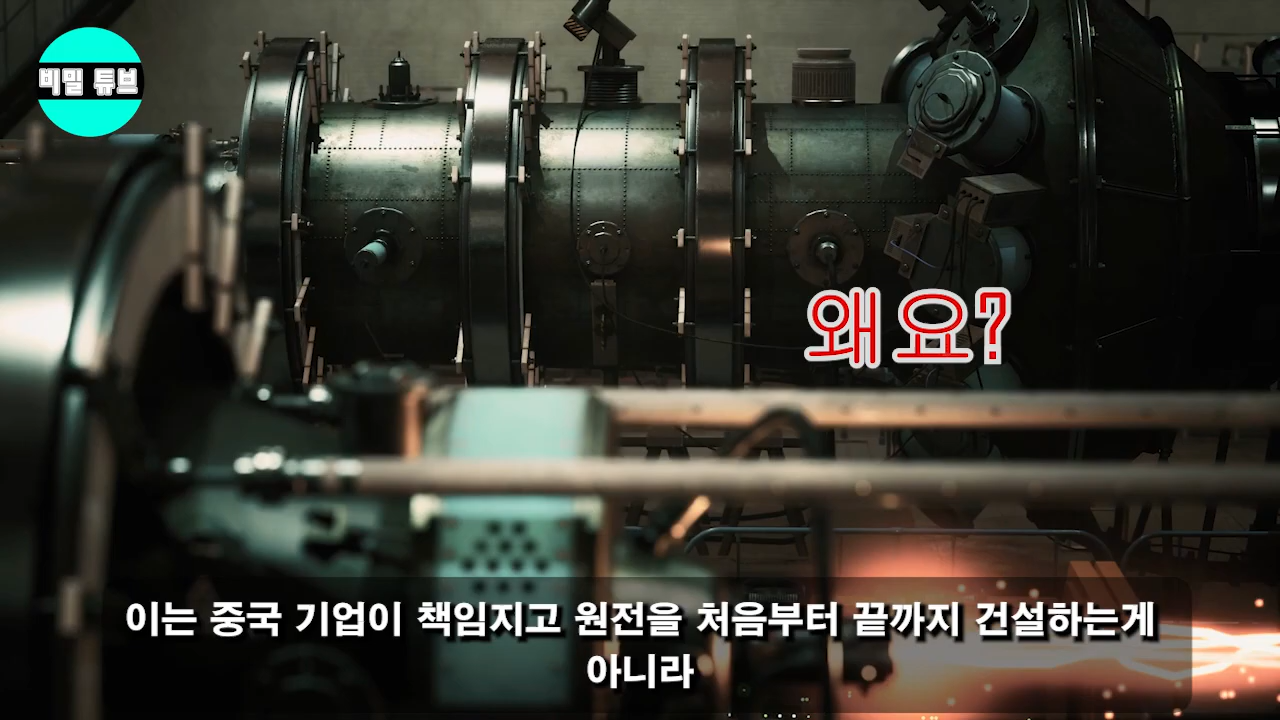 비밀 튜브
왜요?
이는 중국 기업이 책임지고 원전을 처음부터 끝까지 건설하는게
아니라